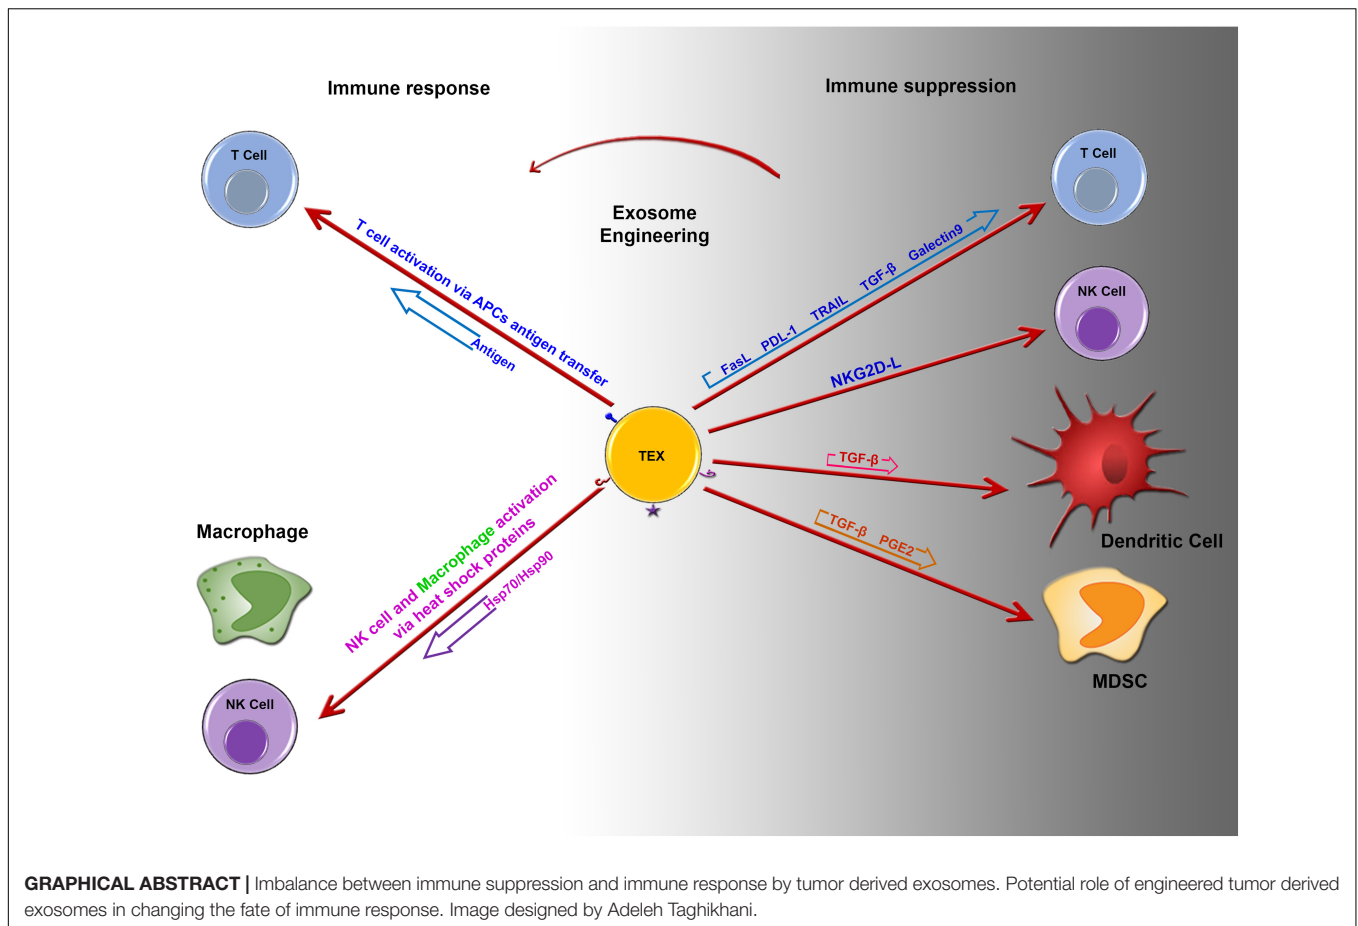 Immune response
Immune suppression
T Cell
T Cell
Exosome
Engineering
T cell activation via APCs antigen transfer
Antigen
FasL PDL-1 TRAIL TGF-β Galectin9
NK Cell
NKG2D-L
TEX
TGF-β
Dendritic Cell
TGF-β PGE2
MDSC
Macrophage
NK cell and Macrophage activation
via heat shock proteins
Hsp70/Hsp90
NK Cell
GRAPHICAL ABSTRACT | Imbalance between immune suppression and immune response by tumor derived exosomes. Potential role of engineered tumor derived
exosomes in changing the fate of immune response. Image designed by Adeleh Taghikhani.